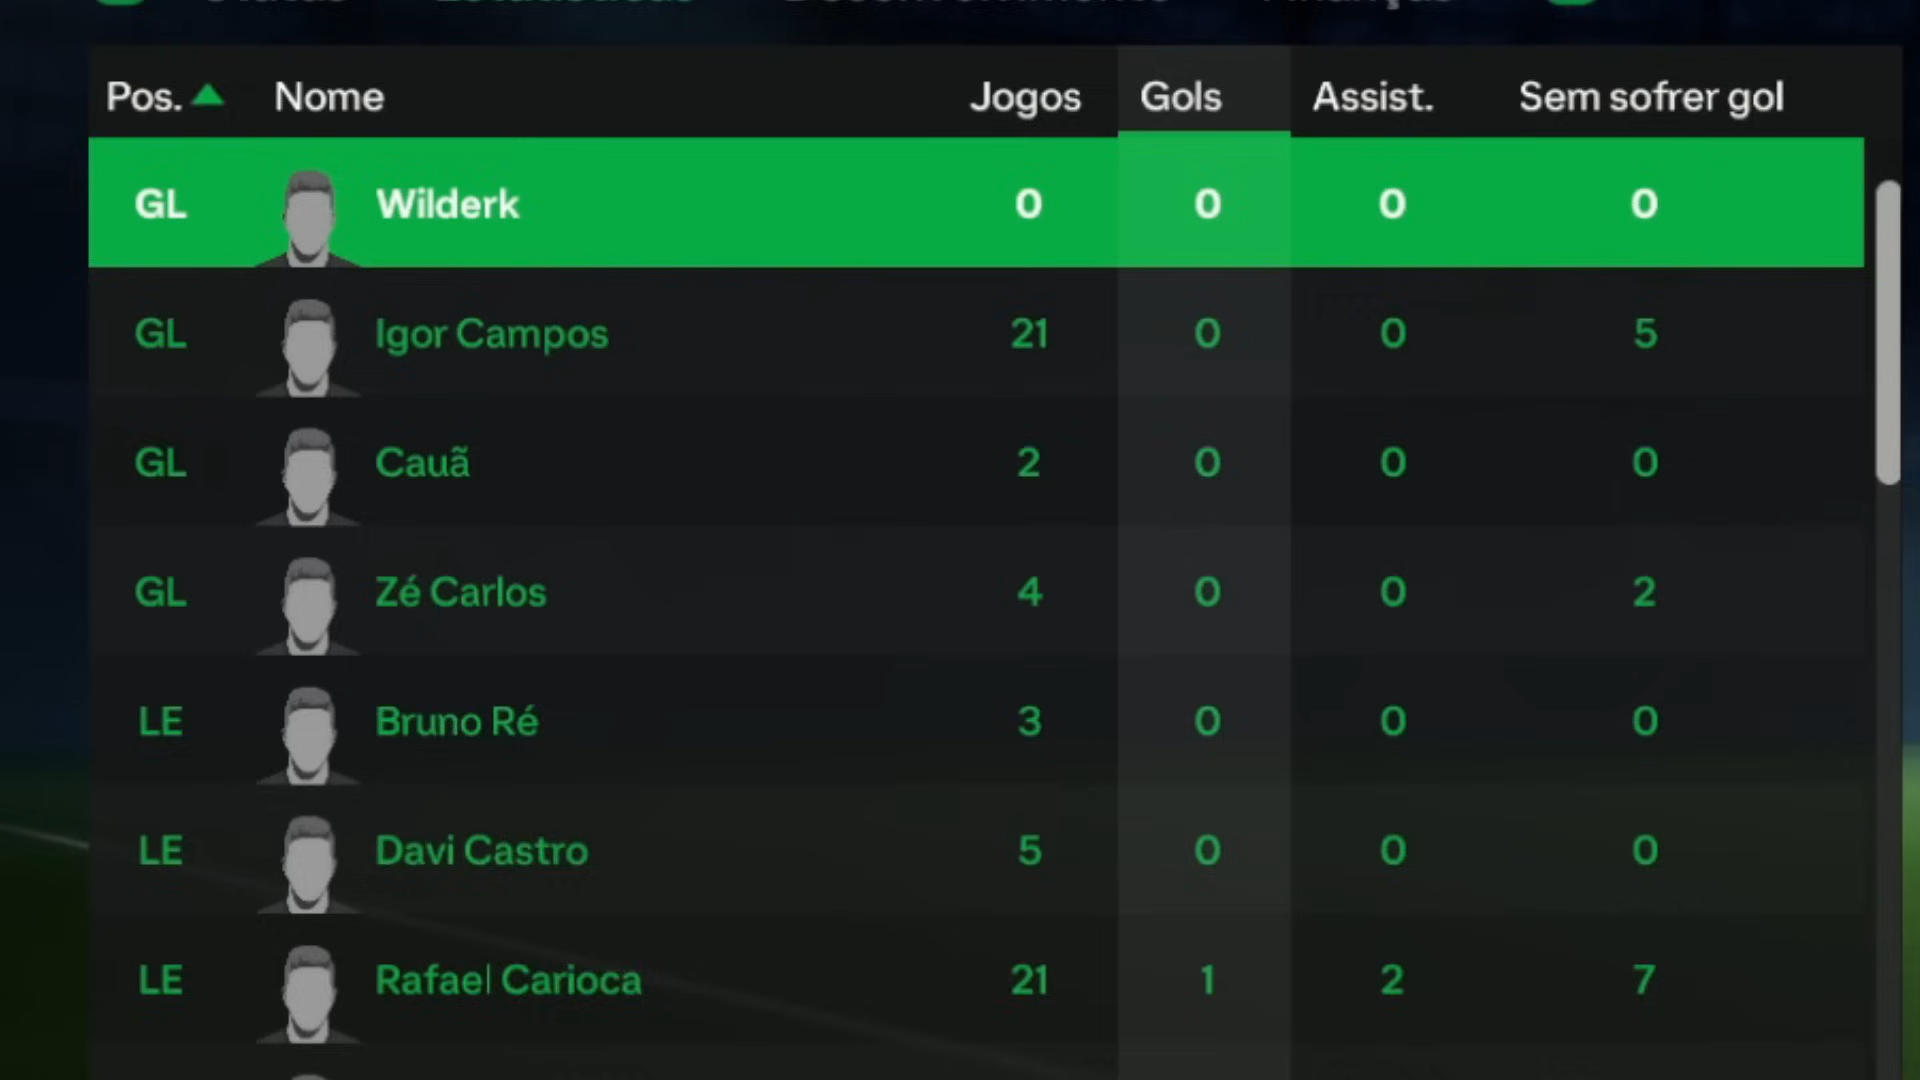 Pos. Nome Jogos Gols Assist. Sem sofrer gol
GL Wilderk 0 0 0 0
GL Igor Campos 21 0 0 5
GL Cauã 2 0 0 0
GL Zé Carlos 4 0 0 2
LE Bruno Ré 3 0 0 0
LE Davi Castro 5 0 0 0
LE Rafael Carioca 21 1 2 7